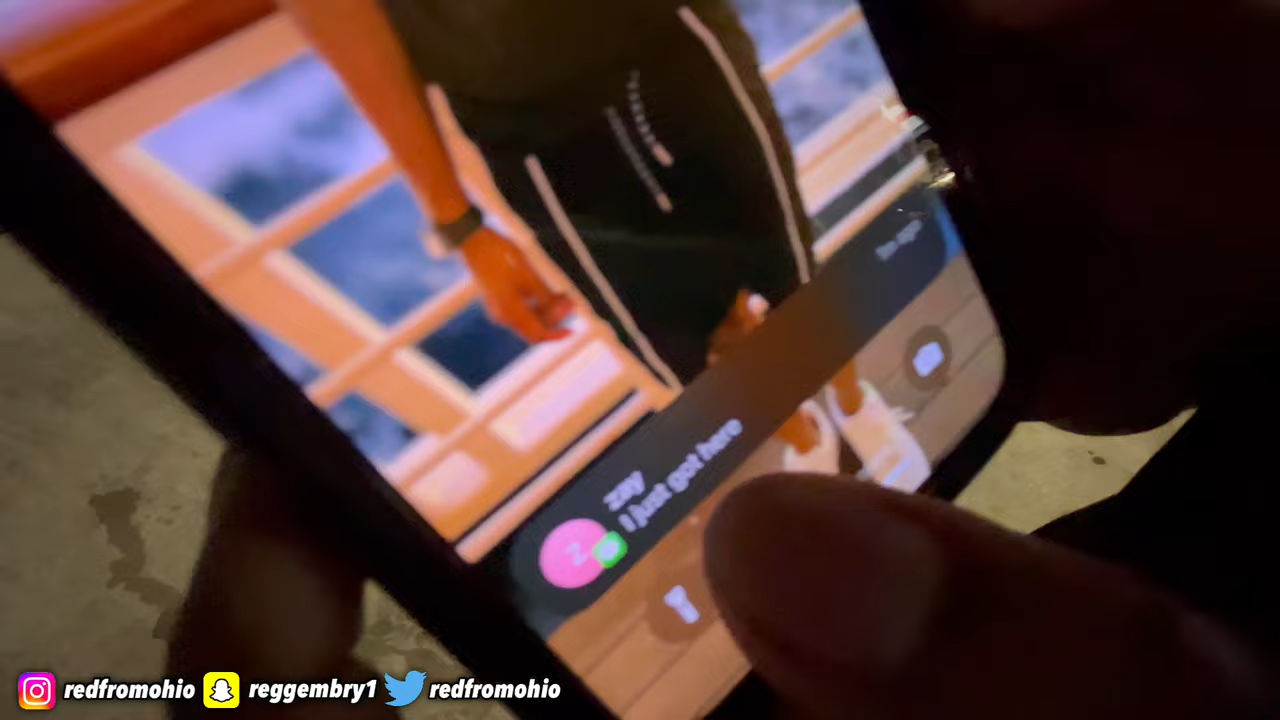 zay
I just got here
redfromohio
reggembry1
redfromohio